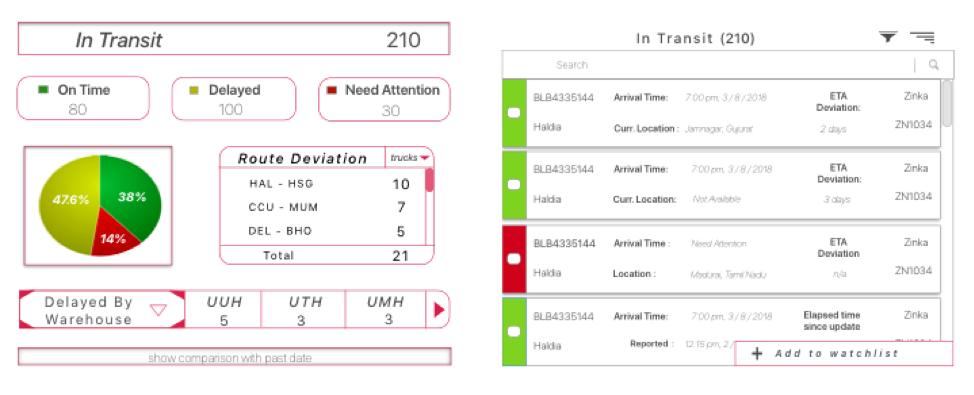 In Transit 210
On Time
80
Delayed
100
Need Attention
30
47.6% 38%
14%
Route Deviation trucks
HAL - HSG 10
CCU - MUM 7
DEL - BHO 5
Total 21
Delayed By
Warehouse
UUH
5
UTH
3
UMH
3
show comparison with past date
In Transit (210)
Search
BLB4335144 Arrival Time: 7:00 pm, 3 / 8 / 2018 ETA Deviation: Zinka
Haldia Curr. Location : Jamnagar, Gujurat 2 days ZN1034
BLB4335144 Arrival Time: 7:00 pm, 3 / 8 / 2018 ETA Deviation: Zinka
Haldia Curr. Location: Not Available 3 days ZN1034
BLB4335144 Arrival Time : Need Attention ETA Deviation Zinka
Haldia Location : Madurai, Tamil Nadu n/a ZN1034
BLB4335144 Arrival Time: 7:00 pm, 3 / 8 / 2018 Elapsed time since update Zinka
Haldia Reported : 12:15 pm, 2 /
+ Add to watchlist